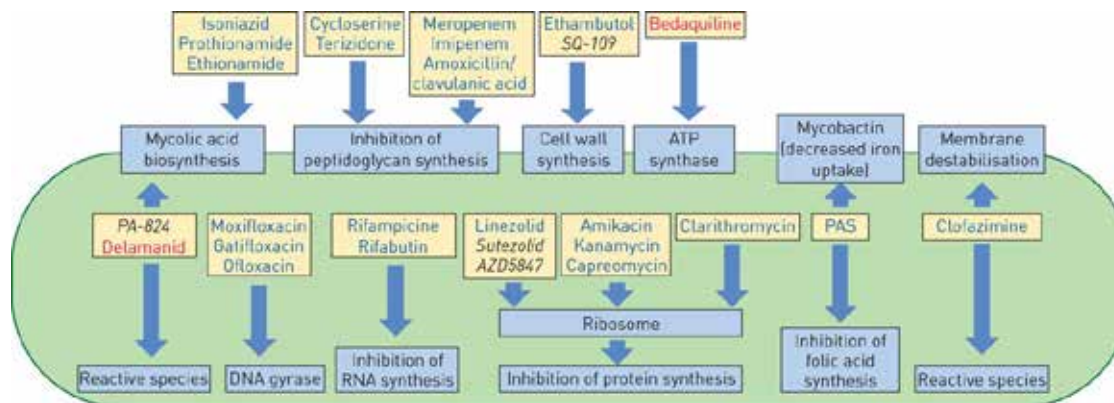 Isoniazid
Prothionamide
Ethionamide
Cycloserine
Terizidone
Meropenem
Imipenem
Amoxicillin/
clavulanic acid
Ethambutol
SQ-109
Bedaquiline
Mycolic acid
biosynthesis
Inhibition of
peptidoglycan synthesis
Cell wall
synthesis
ATP
synthase
Mycobactin
(decreased iron
uptake)
Membrane
destabilisation
PA-824
Delamanid
Moxifloxacin
Gatifloxacin
Ofloxacin
Rifampicine
Rifabutin
Linezolid
Sutezolid
AZD5847
Amikacin
Kanamycin
Capreomycin
Clarithromycin
PAS
Clofazimine
Ribosome
Reactive species
DNA gyrase
Inhibition of
RNA synthesis
Inhibition of protein synthesis
Inhibition of
folic acid
synthesis
Reactive species